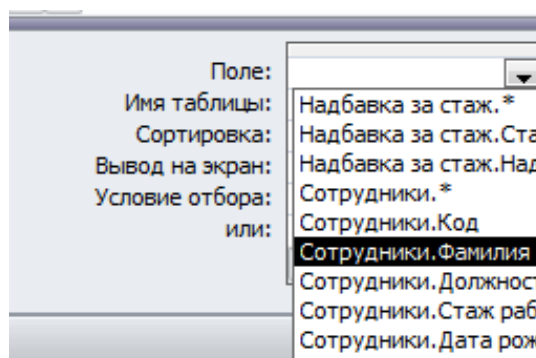 Поле:
Имя таблицы:
Сортировка:
Вывод на экран:
Условие отбора:
или:
Надбавка за стаж.*
Надбавка за стаж.Ста
Надбавка за стаж.Над
Сотрудники.*
Сотрудники.Код
Сотрудники.Фамилия
Сотрудники.Должност
Сотрудники.Стаж раб
Сотрудники.Дата рож